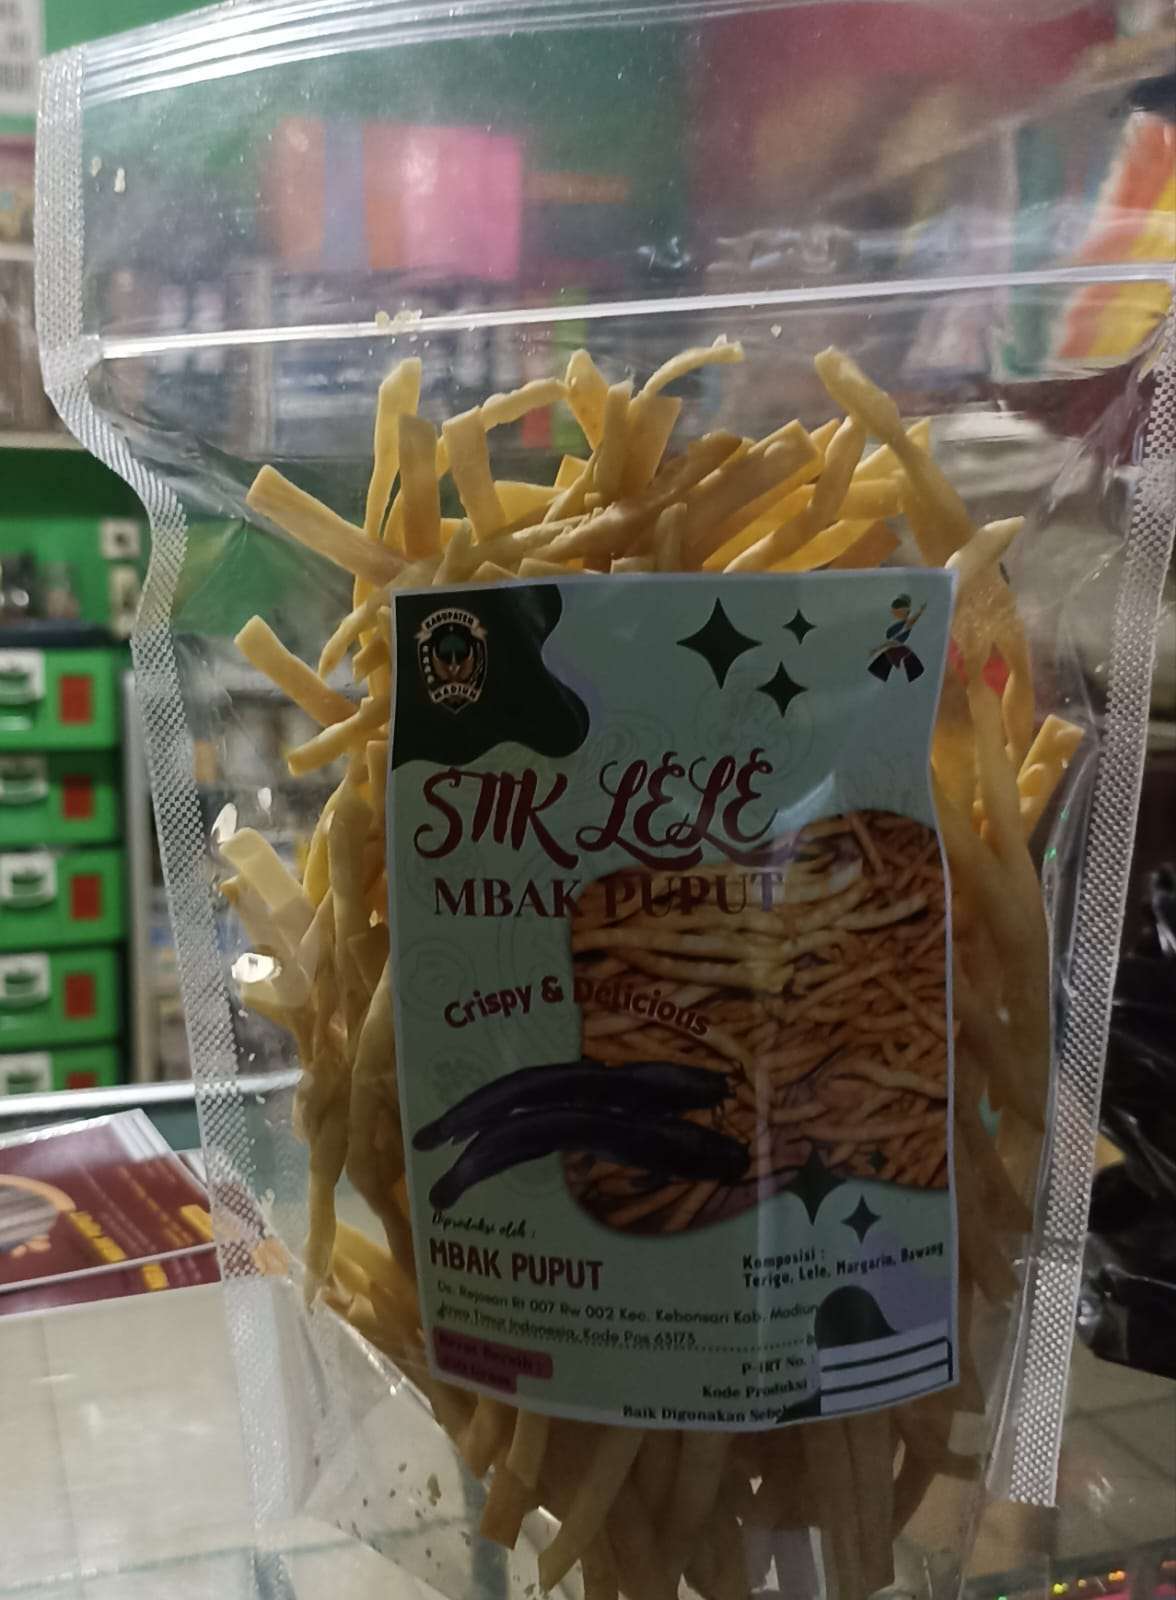 KABUPATEN
MADIUN
STIK LELE
MBAK PUPUT
Crispy & Delicious
Diproduksi oleh :
MBAK PUPUT
Ds. Rejosari Rt 007 Rw 002 Kec. Kebonsari Kab. Madiun
Jawa Timur Indonesia, Kode Pos 63173
Berat Bersih :
Komposisi :
Terigu, Lele, Margarin, Bawang
P-IRT No. :
Kode Produksi :
Baik Digunakan